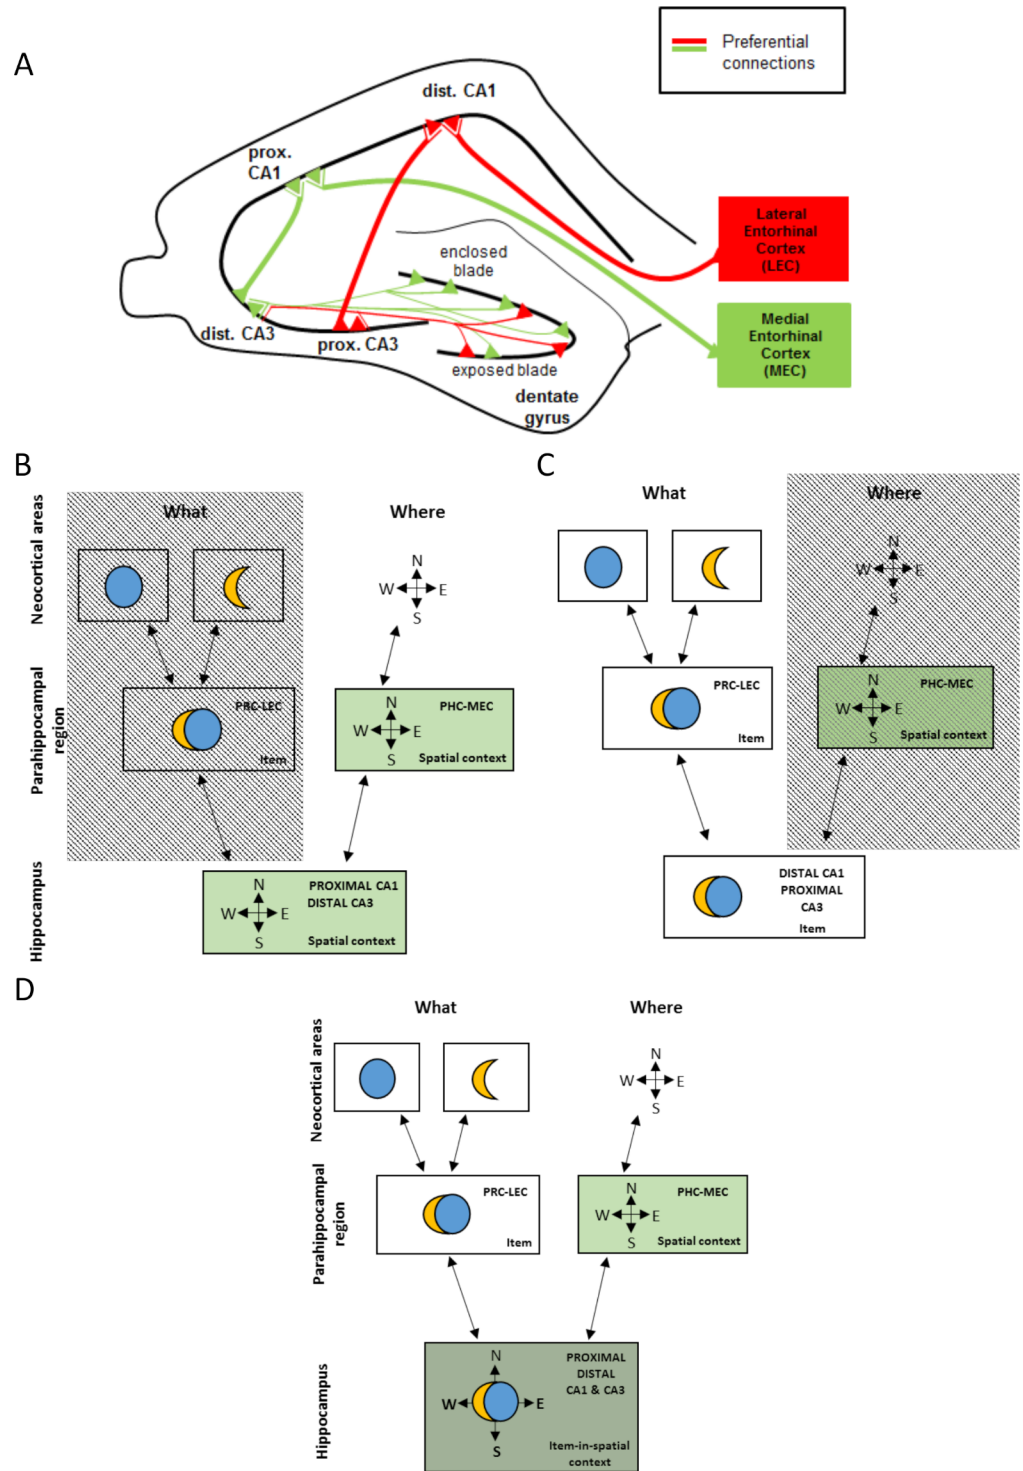 A
Preferential
connections
dist. CA1
prox.
CA1
Lateral
Entorhinal
Cortex
(LEC)
enclosed
blade
dist. CA3
prox. CA3
Medial
Entorhinal
Cortex
(MEC)
exposed blade
dentate
gyrus
B
Neocortical areas
Parahippocampal
region
Hippocampus
What
Where
N
W
E
S
PRC-LEC
Item
N
W
E
S
PHC-MEC
Spatial context
N
W
E
S
PROXIMAL CA1
DISTAL CA3
Spatial context
C
What
Where
N
W
E
S
PRC-LEC
Item
N
W
E
S
PHC-MEC
Spatial context
DISTAL CA1
PROXIMAL
CA3
Item
D
Neocortical areas
Parahippocampal
region
Hippocampus
What
Where
N
W
E
S
PRC-LEC
Item
N
W
E
S
PHC-MEC
Spatial context
N
W
E
S
PROXIMAL
DISTAL
CA1 & CA3
Item-in-spatial
context